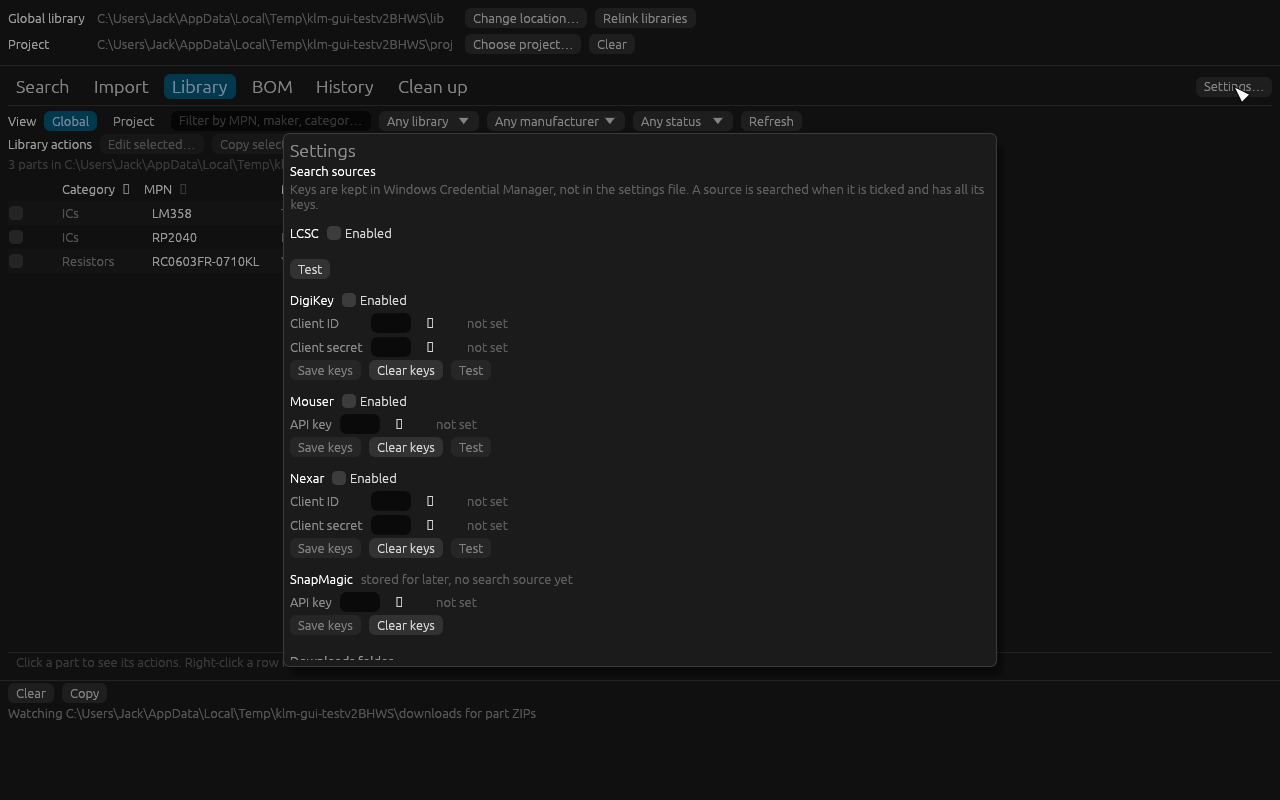 Global library C:\Users\Jack\AppData\Local\Temp\klm-gui-testv2BHWS\lib Change location… Relink libraries
Project C:\Users\Jack\AppData\Local\Temp\klm-gui-testv2BHWS\proj Choose project… Clear
Search Import Library BOM History Clean up Settings…
View Global Project Filter by MPN, maker, categor… Any library Any manufacturer Any status Refresh
Library actions Edit selected… Copy selec
3 parts in C:\Users\Jack\AppData\Local\Temp\kl
Category MPN
ICs LM358
ICs RP2040
Resistors RC0603FR-0710KL
Settings
Search sources
Keys are kept in Windows Credential Manager, not in the settings file. A source is searched when it is ticked and has all its
keys.
LCSC Enabled
Test
DigiKey Enabled
Client ID not set
Client secret not set
Save keys Clear keys Test
Mouser Enabled
API key not set
Save keys Clear keys Test
Nexar Enabled
Client ID not set
Client secret not set
Save keys Clear keys Test
SnapMagic stored for later, no search source yet
API key not set
Save keys Clear keys
Downloads folder
Click a part to see its actions. Right-click a row
Clear Copy
Watching C:\Users\Jack\AppData\Local\Temp\klm-gui-testv2BHWS\downloads for part ZIPs